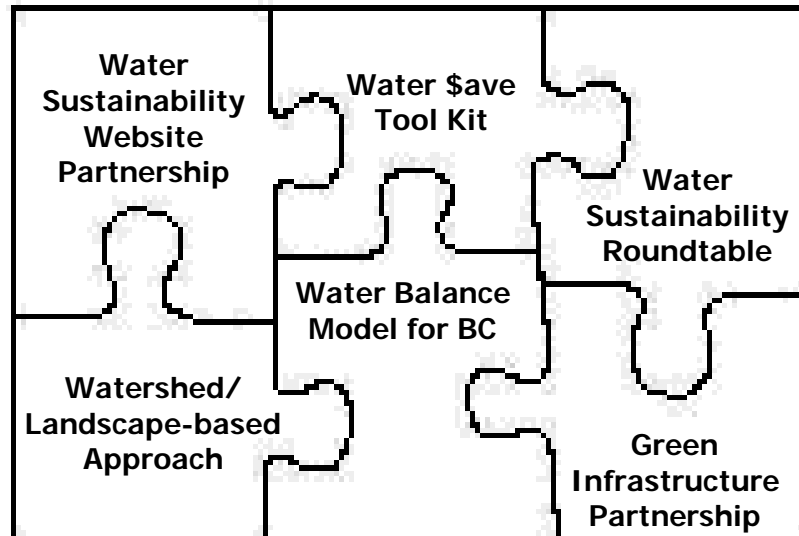 Water
Sustainability
Website
Partnership
Water $ave
Tool Kit
Water
Sustainability
Roundtable
Watershed/
Landscape-based
Approach
Water Balance
Model for BC
Green
Infrastructure
Partnership